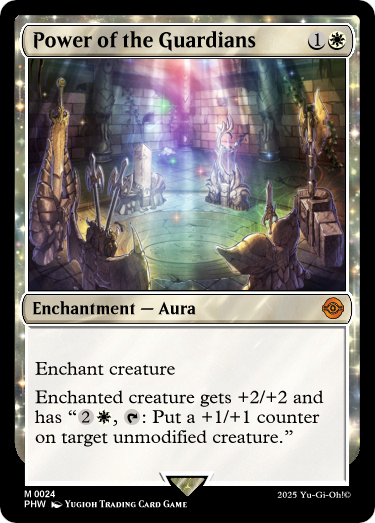 Power of the Guardians 1
Enchantment — Aura
Enchant creature
Enchanted creature gets +2/+2 and
has “2 , : Put a +1/+1 counter
on target unmodified creature.”
M 0024
PHW YUGIOH TRADING CARD GAME
2025 Yu-Gi-Oh!©